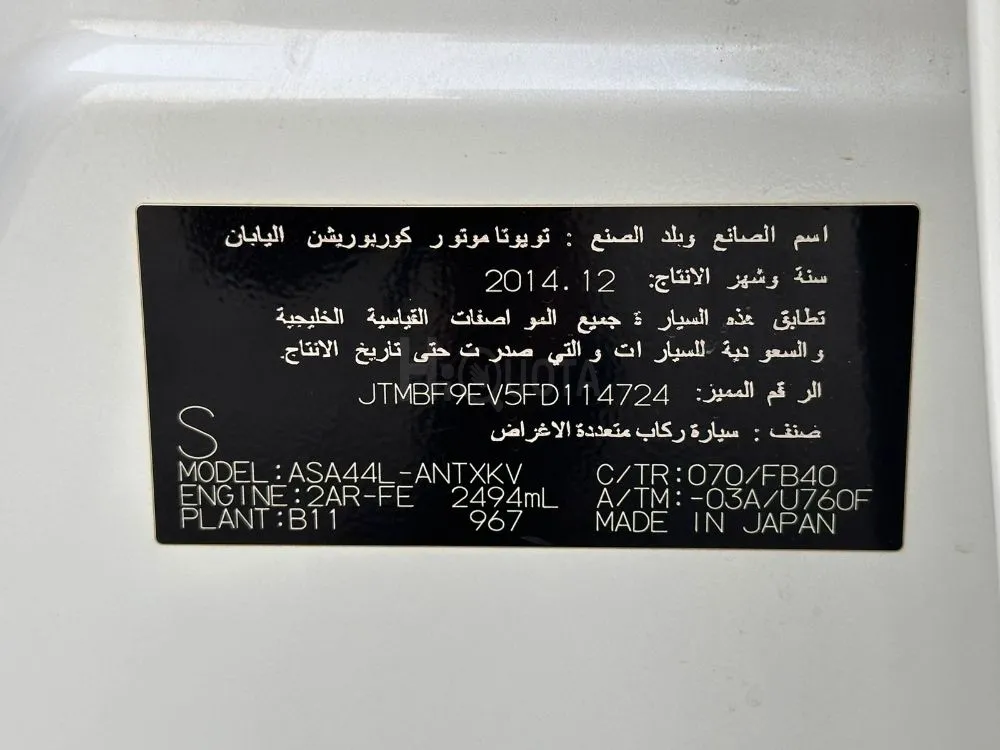 اسم الصانع وبلد الصنع : تويوتا موتور كوربوريشن اليابان
سنة وشهر الانتاج: 2014.12
تطابق هذه السيارة جميع المواصفات القياسية الخليجية
والسعودية للسيارات والتي صدرت حتى تاريخ الانتاج.
الرقم المميز: JTMBF9EV5FD114724
صنف : سيارة ركاب متعددة الاغراض
S
MODEL:ASA44L-ANTXKV C/TR:070/FB40
ENGINE:2AR-FE 2494mL A/TM:-03A/U760F
PLANT:B11 967 MADE IN JAPAN